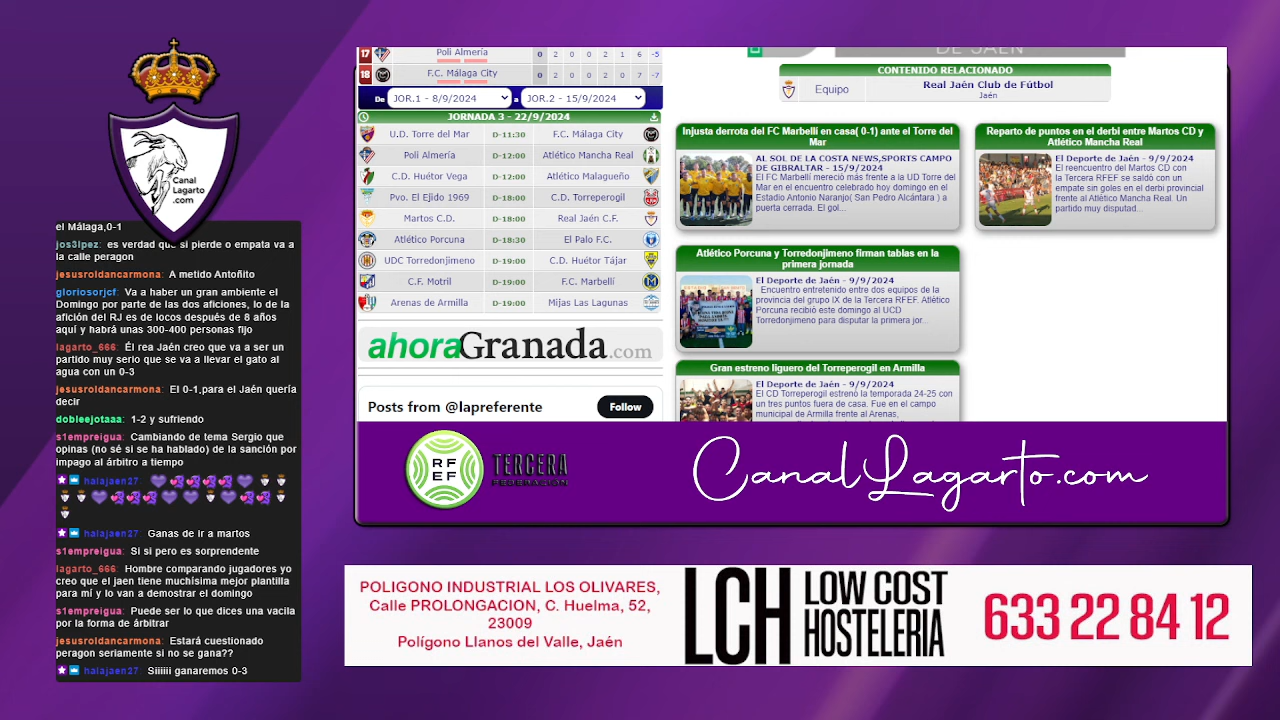 Canal
Lagarto
.com
el Málaga,0-1
jos3lpez: es verdad que si pierde o empata va a
la calle peragon
jesusroldancarmona: A metido Antoñito
gloriosorjcf: Va a haber un gran ambiente el
Domingo por parte de las dos aficiones, lo de la
afición del RJ es de locos después de 8 años
aquí y habrá unas 300-400 personas fijo
lagarto_666: Él rea Jaén creo que va a ser un
partido muy serio que se va a llevar el gato al
agua con un 0-3
jesusroldancarmona: El 0-1,para el Jaén quería
decir
dobleejotaaa: 1-2 y sufriendo
s1empreigua: Cambiando de tema Sergio que
opinas (no sé si se ha hablado) de la sanción por
impago al árbitro a tiempo
halajaen27:
halajaen27: Ganas de ir a martos
s1empreigua: Si si pero es sorprendente
lagarto_666: Hombre comparando jugadores yo
creo que el jaen tiene muchísima mejor plantilla
para mí y lo van a demostrar el domingo
s1empreigua: Puede ser lo que dices una vacila
por la forma de árbitrar
jesusroldancarmona: Estará cuestionado
peragon seriamente si no se gana??
halajaen27: Siiiiii ganaremos 0-3
17 Poli Almería 0 2 0 0 2 1 6 -5
18 F.C. Málaga City 0 2 0 0 2 0 7 -7
De JOR.1 - 8/9/2024 a JOR.2 - 15/9/2024
JORNADA 3 - 22/9/2024
U.D. Torre del Mar D-11:30 F.C. Málaga City
Poli Almería D-12:00 Atlético Mancha Real
C.D. Huétor Vega D-12:00 Atlético Malagueño
Pvo. El Ejido 1969 D-18:00 C.D. Torreperogil
Martos C.D. D-18:00 Real Jaén C.F.
Atlético Porcuna D-18:30 El Palo F.C.
UDC Torredonjimeno D-19:00 C.D. Huétor Tájar
C.F. Motril D-19:00 F.C. Marbellí
Arenas de Armilla D-19:00 Mijas Las Lagunas
ahoraGranada.com
Posts from @lapreferente
Follow
DE JAÉN
CONTENIDO RELACIONADO
Equipo
Real Jaén Club de Fútbol
Jaén
Injusta derrota del FC Marbellí en casa( 0-1) ante el Torre del
Mar
AL SOL DE LA COSTA NEWS,SPORTS CAMPO
DE GIBRALTAR - 15/9/2024
El FC Marbellí mereció más frente a la UD Torre del
Mar en el encuentro celebrado hoy domingo en el
Estadio Antonio Naranjo( San Pedro Alcántara ) a
puerta cerrada. El gol...
Reparto de puntos en el derbi entre Martos CD y
Atlético Mancha Real
El Deporte de Jaén - 9/9/2024
El reencuentro del Martos CD con
la Tercera RFEF se saldó con un
empate sin goles en el derbi provincial
frente al Atlético Mancha Real. Un
partido muy disputad...
Atlético Porcuna y Torredonjimeno firman tablas en la
primera jornada
El Deporte de Jaén - 9/9/2024
Encuentro entretenido entre dos equipos de la
provincia del grupo IX de la Tercera RFEF. Atlético
Porcuna recibió este domingo al UCD
Torredonjimeno para disputar la primera jor...
Gran estreno liguero del Torreperogil en Armilla
El Deporte de Jaén - 9/9/2024
El CD Torreperogil estrenó la temporada 24-25 con
un tres puntos fuera de casa. Fue en el campo
municipal de Armilla frente al Arenas,
RF
EF
TERCERA
FEDERACIÓN
CanalLagarto.com
POLIGONO INDUSTRIAL LOS OLIVARES,
Calle PROLONGACION, C. Huelma, 52,
23009
Polígono Llanos del Valle, Jaén
LCH
LOW COST
HOSTELERIA
633 22 84 12